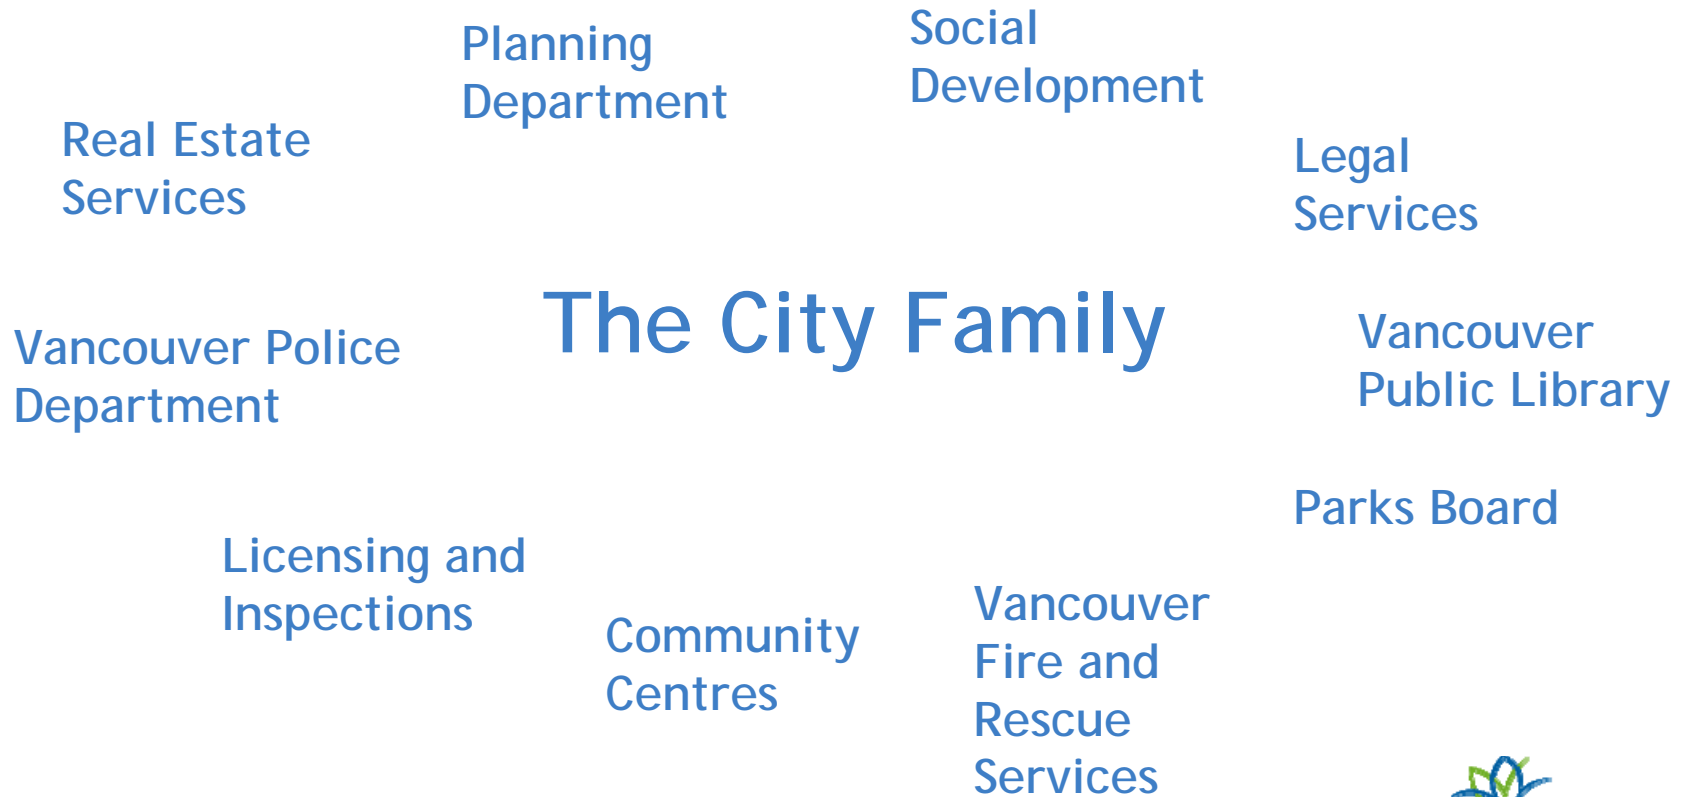 Planning
Department
Social
Development
Real Estate
Services
Legal
Services
The City Family
Vancouver Police
Department
Vancouver
Public Library
Parks Board
Licensing and
Inspections
Community
Centres
Vancouver
Fire and
Rescue
Services